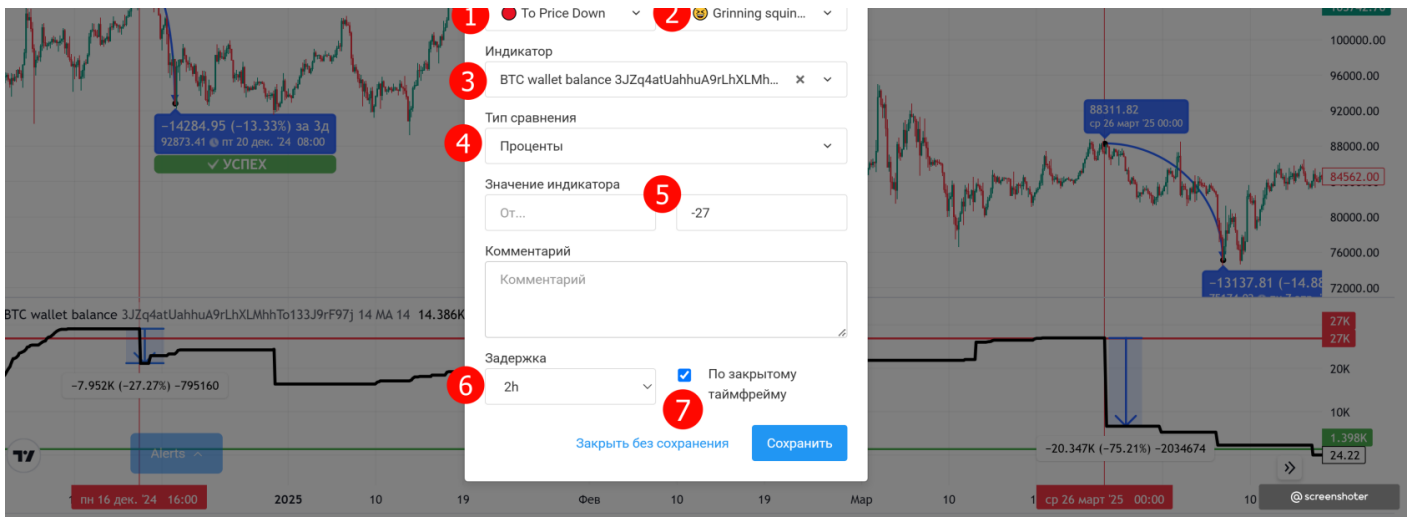 1
To Price Down
2
Grinning squin...
Индикатор
3
BTC wallet balance 3JZq4atUahhuA9rLhXLMh...
Тип сравнения
4
Проценты
Значение индикатора
5
От...
-27
Комментарий
Комментарий
Задержка
6
2h
По закрытому
таймфрейму
7
Закрыть без сохранения
Сохранить
−14284.95 (−13.33%) за 3д
92873.41 @ пт 20 дек. '24 08:00
✓ УСПЕХ
88311.82
ср 26 март '25 00:00
−13137.81 (−14.88
100000.00
96000.00
92000.00
88000.00
84562.00
80000.00
76000.00
72000.00
BTC wallet balance 3JZq4atUahhuA9rLhXLMhhTo133J9rF97j 14 MA 14 14.386K
−7.952K (−27.27%) −795160
−20.347K (−75.21%) −2034674
27K
27K
20K
10K
1.398K
24.22
Alerts
пн 16 дек. '24 16:00
2025
10
19
Фев
10
19
Мар
10
ср 26 март '25 00:00
10
@screenshoter